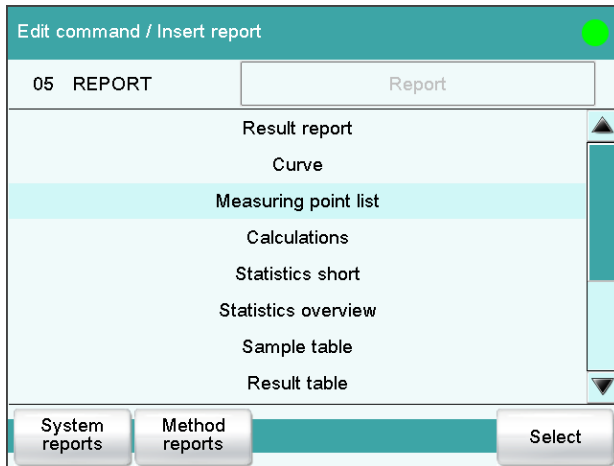 Edit command / Insert report
05 REPORT Report
Result report
Curve
Measuring point list
Calculations
Statistics short
Statistics overview
Sample table
Result table
System reports
Method reports
Select